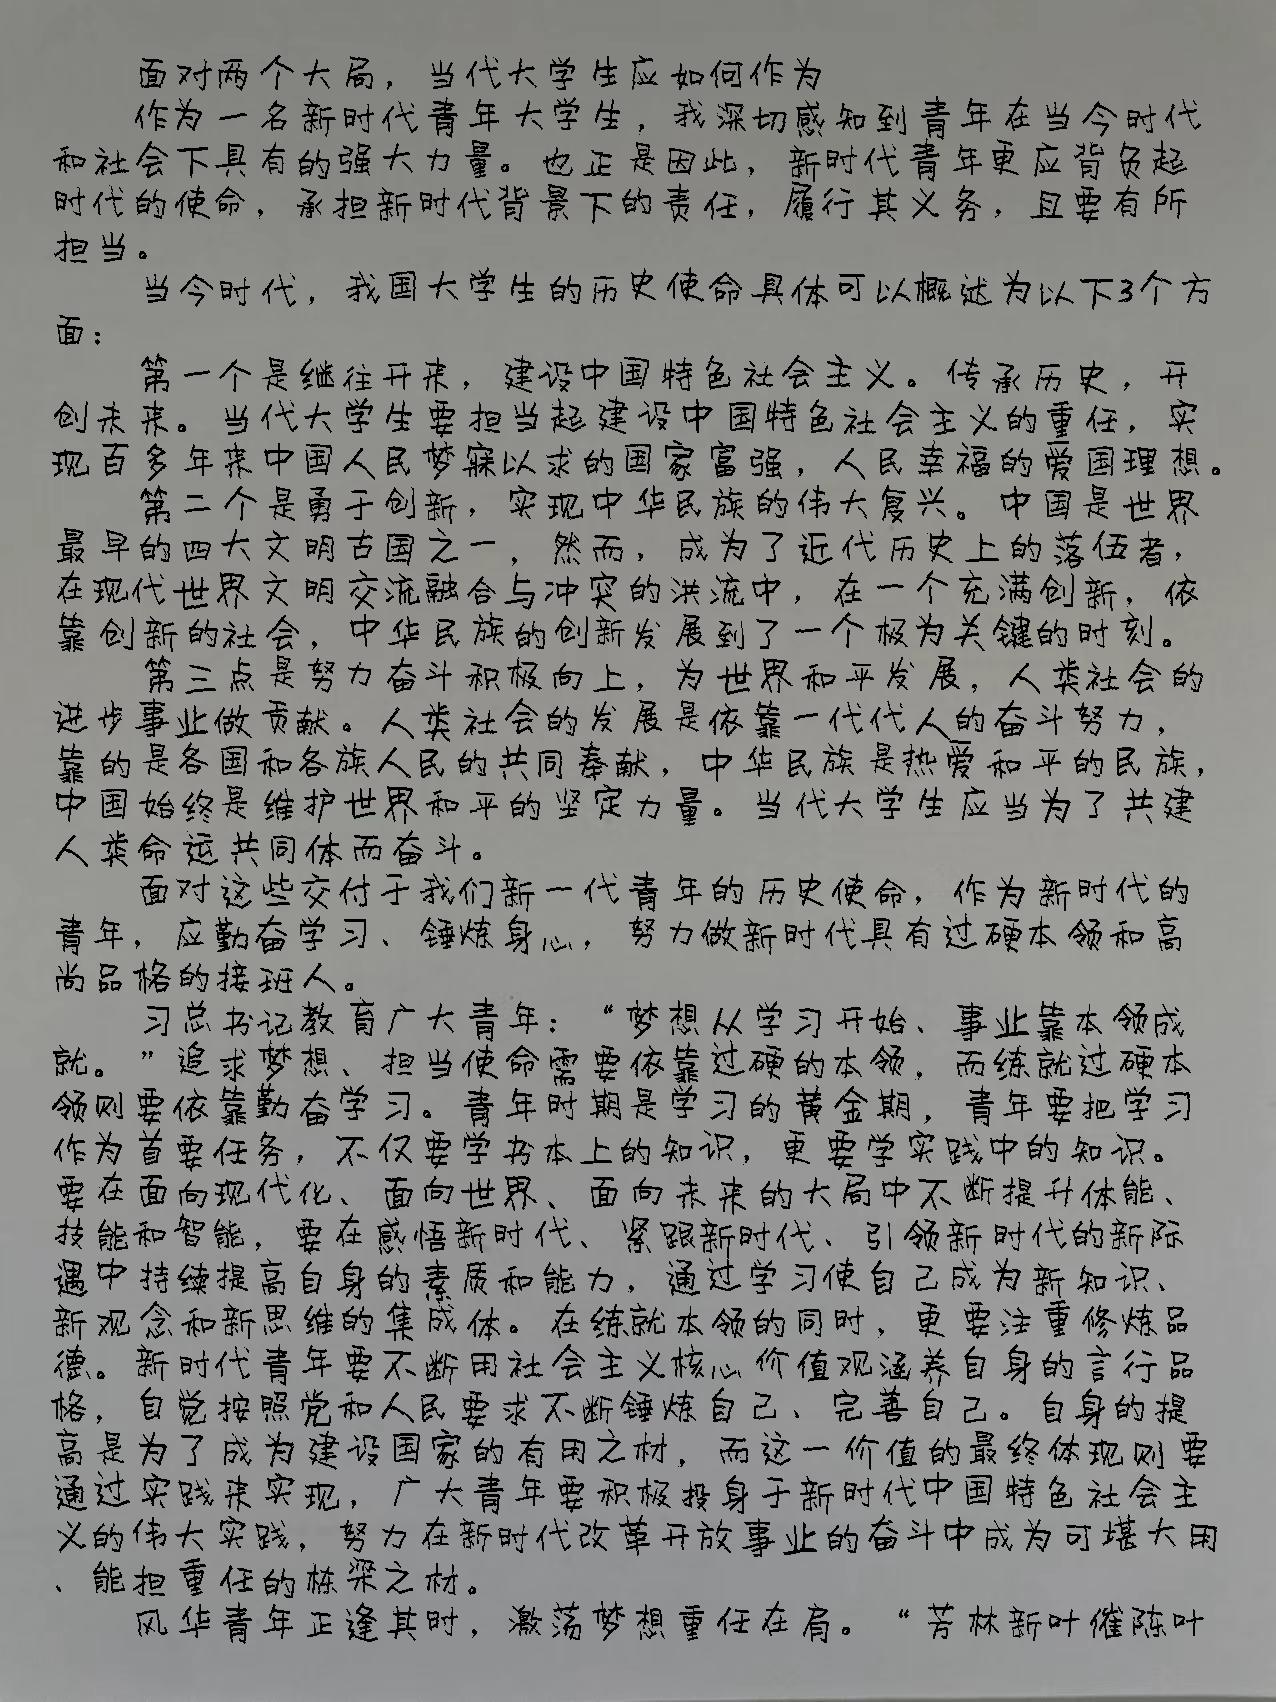 面对两个大局，当代大学生应如何作为
作为一名新时代青年大学生，我深切感知到青年在当今时代
和社会下具有的强大力量。也正是因此，新时代青年更应背负起
时代的使命，承担新时代背景下的责任，履行其义务，且要有所
担当。
当今时代，我国大学生的历史使命具体可以概述为以下3个方
面：
第一个是继往开来，建设中国特色社会主义。传承历史，开
创未来。当代大学生要担当起建设中国特色社会主义的重任，实
现百多年来中国人民梦寐以求的国家富强，人民幸福的爱国理想。
第二个是勇于创新，实现中华民族的伟大复兴。中国是世界
最早的四大文明古国之一，然而，成为了近代历史上的落伍者，
在现代世界文明交流融合与冲突的洪流中，在一个充满创新，依
靠创新的社会，中华民族的创新发展到了一个极为关键的时刻。
第三点是努力奋斗积极向上，为世界和平发展，人类社会的
进步事业做贡献。人类社会的发展是依靠一代代人的奋斗努力，
靠的是各国和各族人民的共同奉献，中华民族是热爱和平的民族，
中国始终是维护世界和平的坚定力量。当代大学生应当为了共建
人类命运共同体而奋斗。
面对这些交付于我们新一代青年的历史使命，作为新时代的
青年，应勤奋学习、锤炼身心，努力做新时代具有过硬本领和高
尚品格的接班人。
习总书记教育广大青年：“梦想从学习开始、事业靠本领成
就。”追求梦想、担当使命需要依靠过硬的本领，而练就过硬本
领则要依靠勤奋学习。青年时期是学习的黄金期，青年要把学习
作为首要任务，不仅要学书本上的知识，更要学实践中的知识。
要在面向现代化、面向世界、面向未来的大局中不断提升体能、
技能和智能，要在感悟新时代、紧跟新时代、引领新时代的新际
遇中持续提高自身的素质和能力，通过学习使自己成为新知识、
新观念和新思维的集成体。在练就本领的同时，更要注重修炼品
德。新时代青年要不断用社会主义核心价值观涵养自身的言行品
格，自觉按照党和人民要求不断锤炼自己、完善自己。自身的提
高是为了成为建设国家的有用之材，而这一价值的最终体现则要
通过实践来实现，广大青年要积极投身于新时代中国特色社会主
义的伟大实践，努力在新时代改革开放事业的奋斗中成为可堪大用
、能担重任的栋梁之材。
风华青年正逢其时，激荡梦想重任在肩。“芳林新叶催陈叶